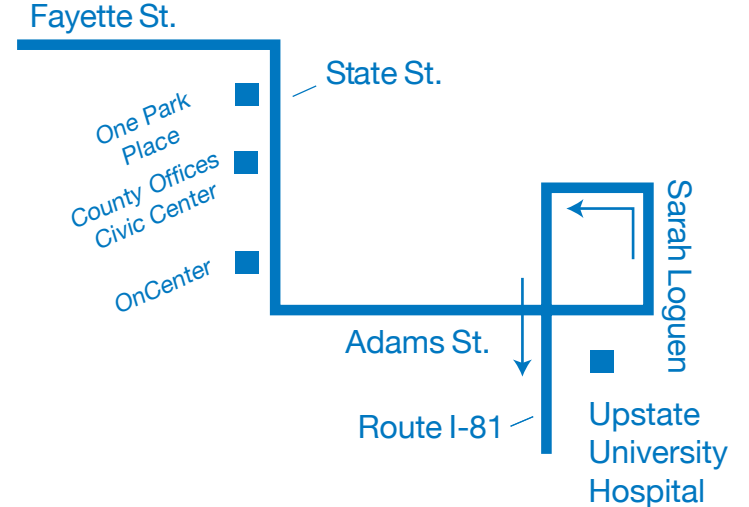 Fayette St.
State St.
One Park
Place
County Offices
Civic Center
OnCenter
Sarah Loguen
Adams St.
Route I-81
Upstate
University
Hospital